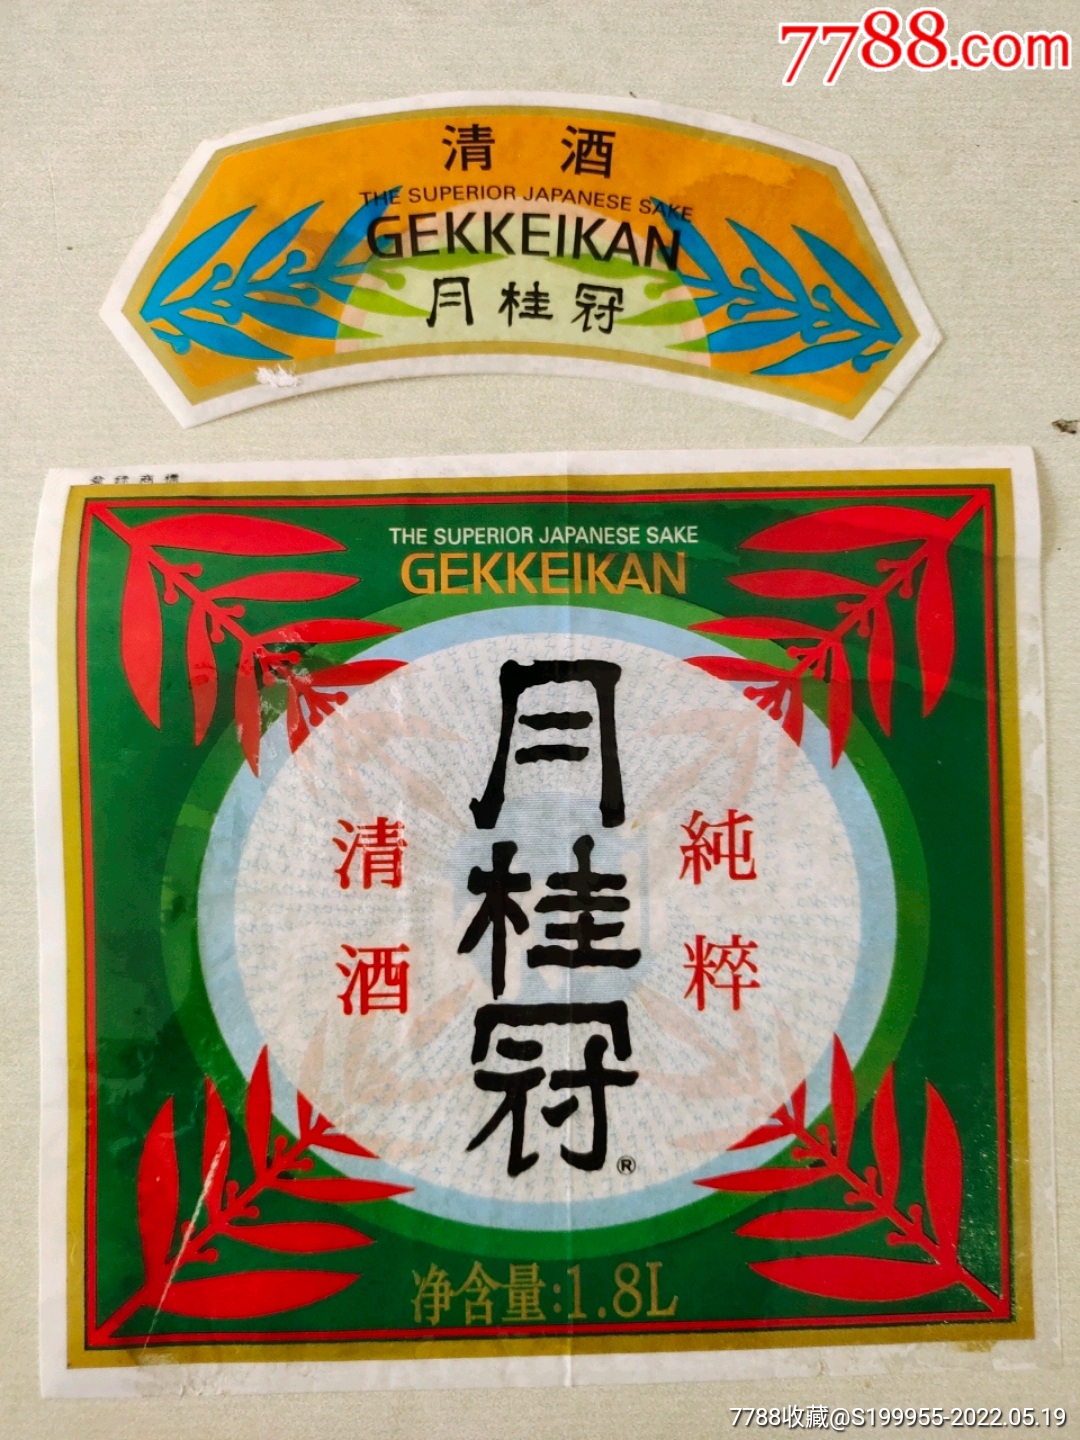 7788.com
清 酒
THE SUPERIOR JAPANESE SAKE
GEKKEIKAN
月桂冠
THE SUPERIOR JAPANESE SAKE
GEKKEIKAN
純粋
月桂冠®
清酒
净含量:1.8L
7788收藏@S199955-2022.05.19